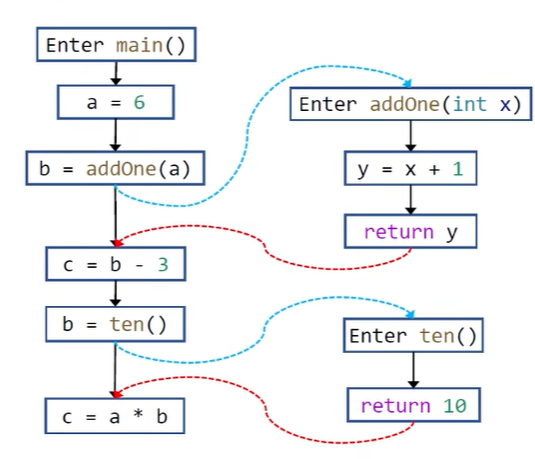 Enter main()
a = 6
b = addOne(a)
c = b - 3
b = ten()
c = a * b
Enter addOne(int x)
y = x + 1
return y
Enter ten()
return 10